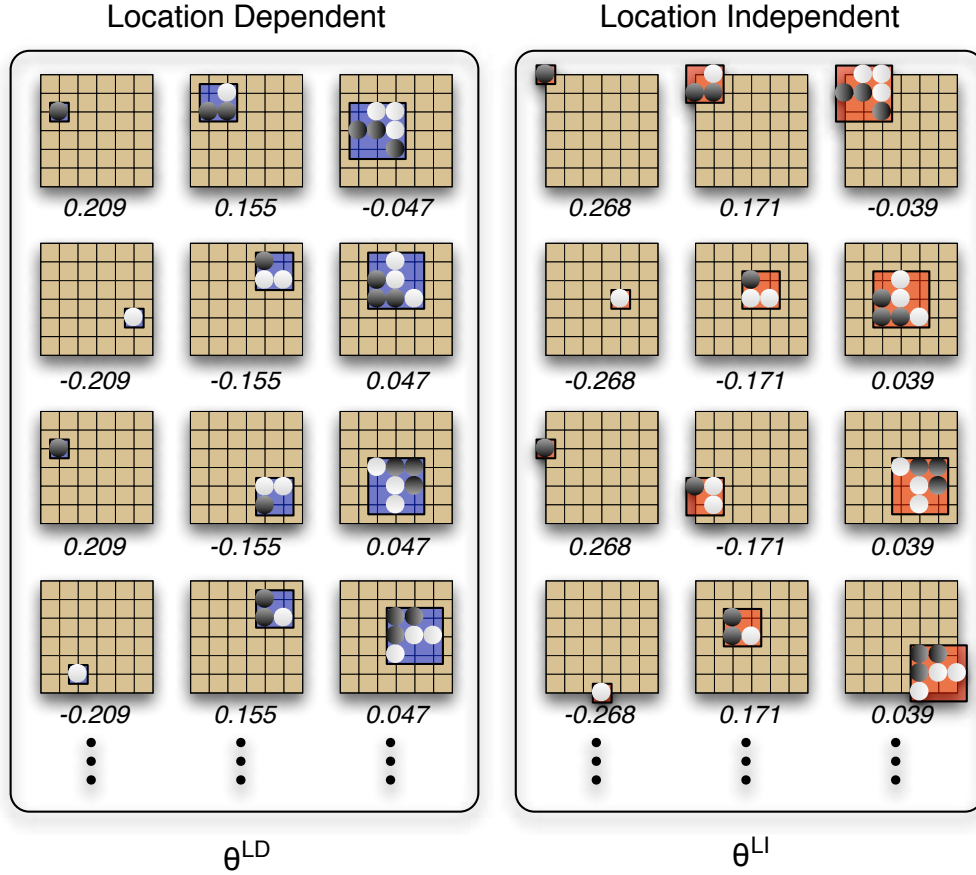 Location Dependent Location Independent
0.209 0.155 -0.047 0.268 0.171 -0.039
-0.209 -0.155 0.047 -0.268 -0.171 0.039
0.209 -0.155 0.047 0.268 -0.171 0.039
-0.209 0.155 0.047 -0.268 0.171 0.039
θ^LD θ^LI